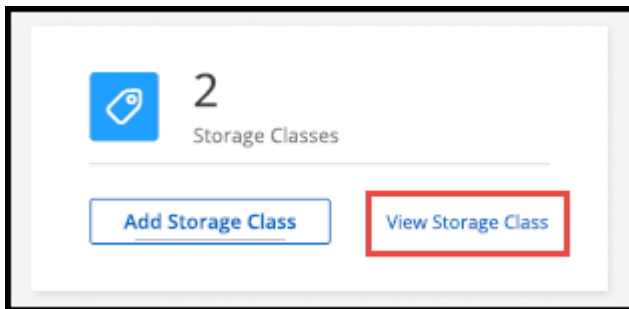 2
Storage Classes
Add Storage Class
View Storage Class